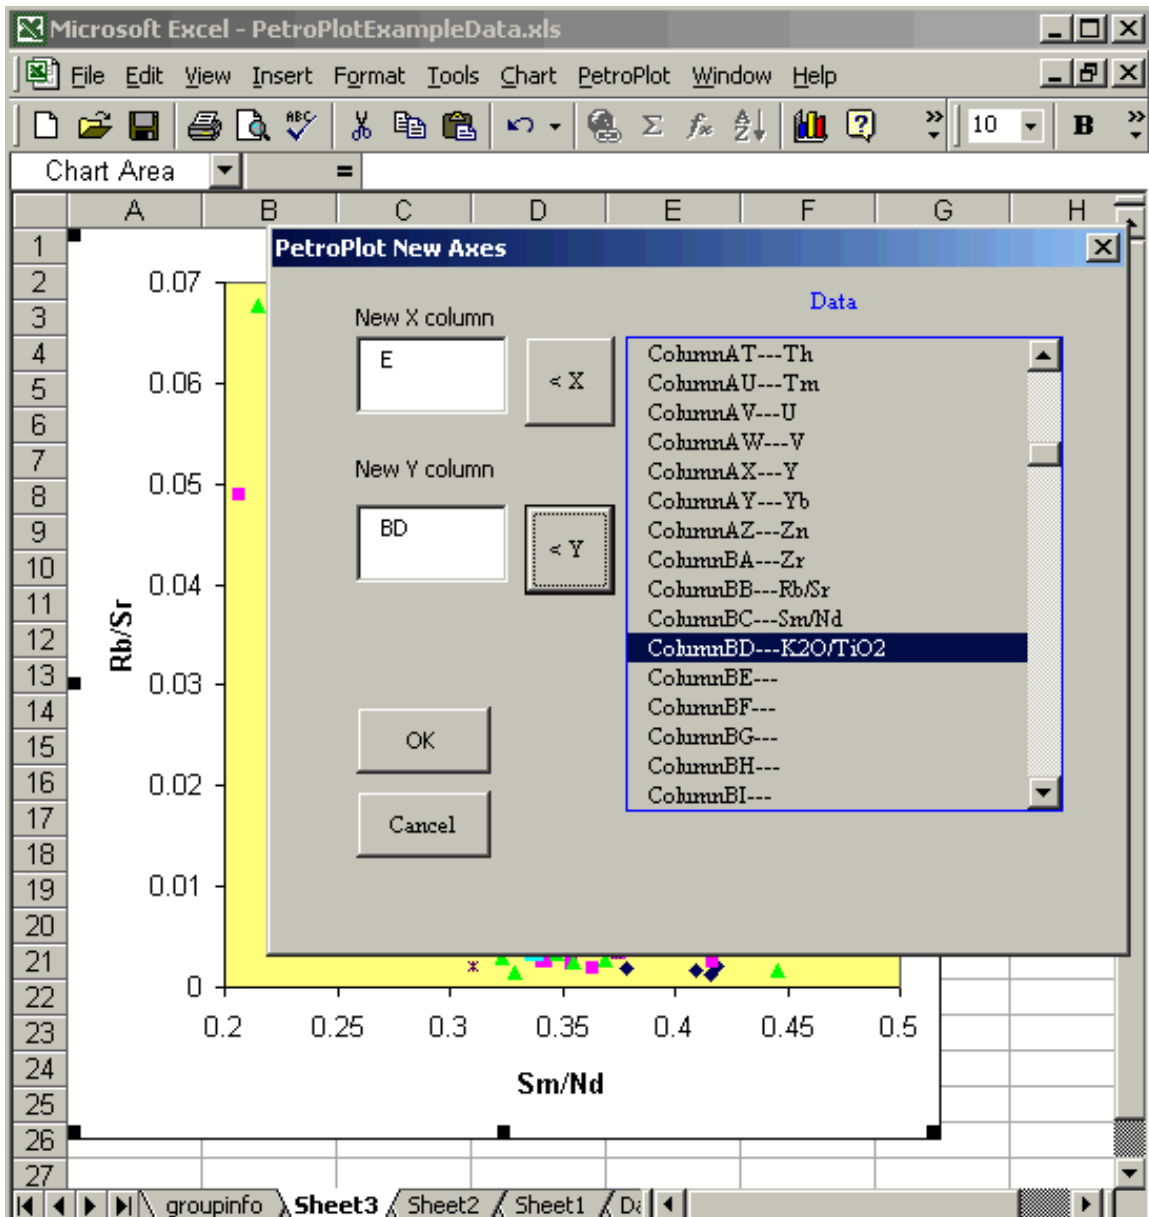 Microsoft Excel - PetroPlotExampleData.xls
File Edit View Insert Format Tools Chart PetroPlot Window Help
ABC Σ fx A Z 10 B
Chart Area =
A B C D E F G H
PetroPlot New Axes
Data
New X column
E
< X
New Y column
BD
< Y
OK
Cancel
ColumnAT---Th
ColumnAU---Tm
ColumnAV---U
ColumnAW---V
ColumnAX---Y
ColumnAY---Yb
ColumnAZ---Zn
ColumnBA---Zr
ColumnBB---Rb/Sr
ColumnBC---Sm/Nd
ColumnBD---K2O/TiO2
ColumnBE---
ColumnBF---
ColumnBG---
ColumnBH---
ColumnBI---
1
2
3
4
5
6
7
8
9
10
11
12
13
14
15
16
17
18
19
20
21
22
23
24
25
26
27
0.07
0.06
0.05
0.04
0.03
0.02
0.01
0
Rb/Sr
0.2 0.25 0.3 0.35 0.4 0.45 0.5
Sm/Nd
groupinfo Sheet3 Sheet2 Sheet1